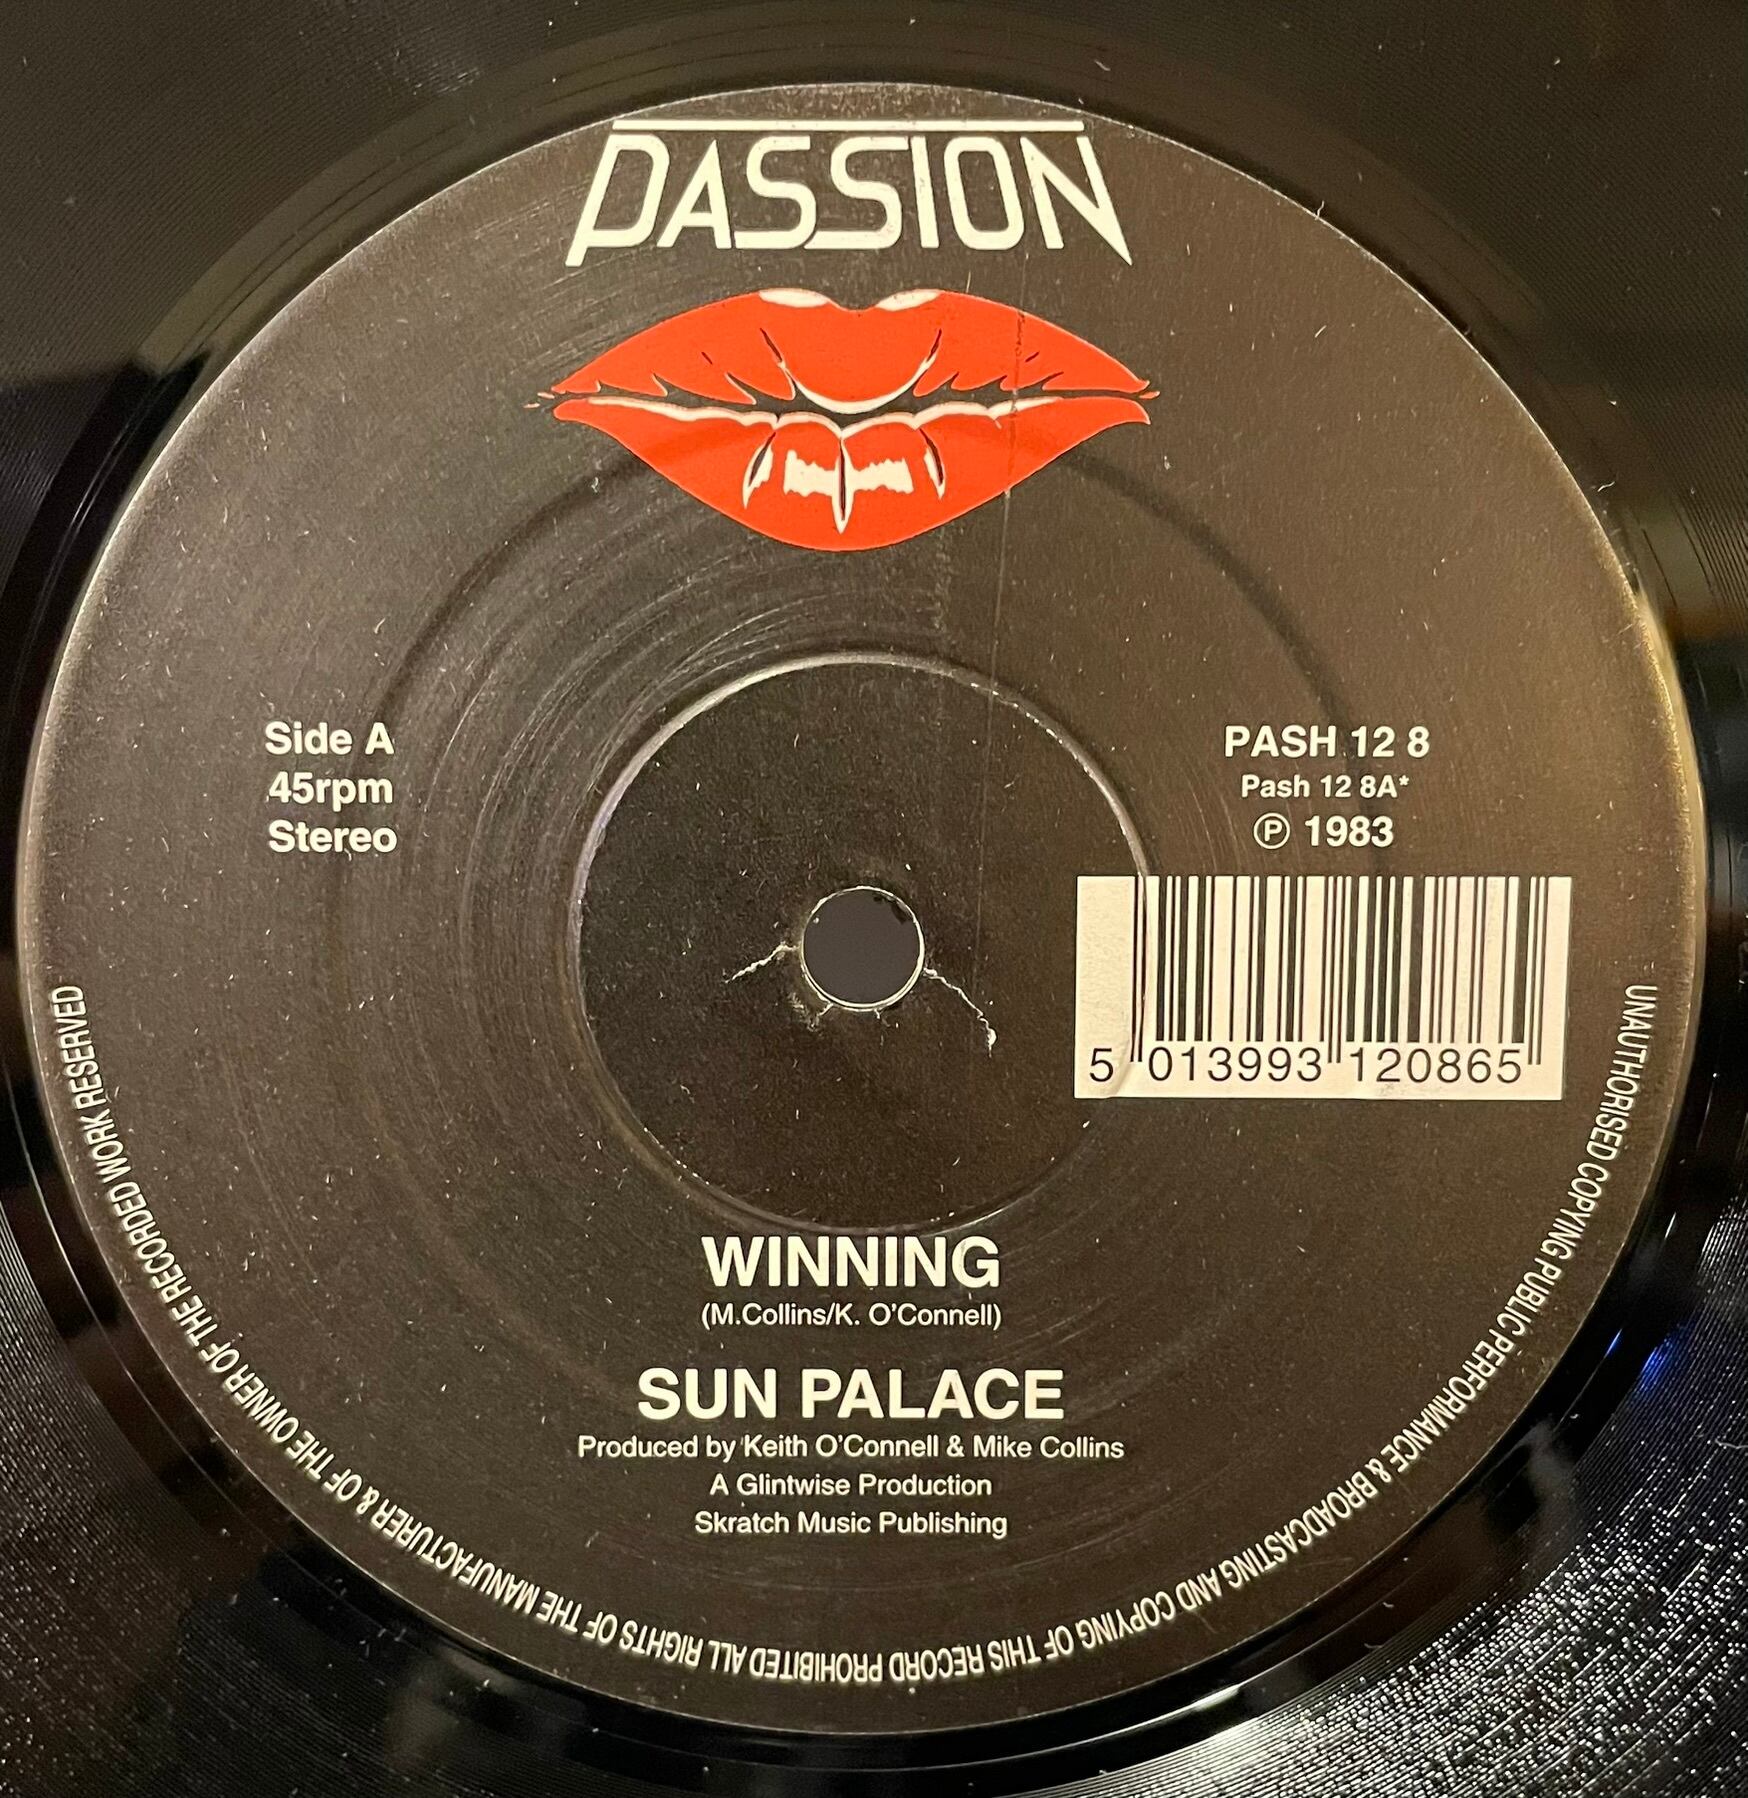 PASSION
Side A
45rpm
Stereo
PASH 12 8
Pash 12 8A*
℗ 1983
5 013993 120865
WINNING
(M.Collins/K. O'Connell)
SUN PALACE
Produced by Keith O'Connell & Mike Collins
A Glintwise Production
Skratch Music Publishing
UNAUTHORISED COPYING PUBLIC PERFORMANCE & BROADCASTING AND COPYING OF THIS RECORD PROHIBITED ALL RIGHTS OF THE MANUFACTURER & OF THE OWNER OF THE RECORDED WORK RESERVED